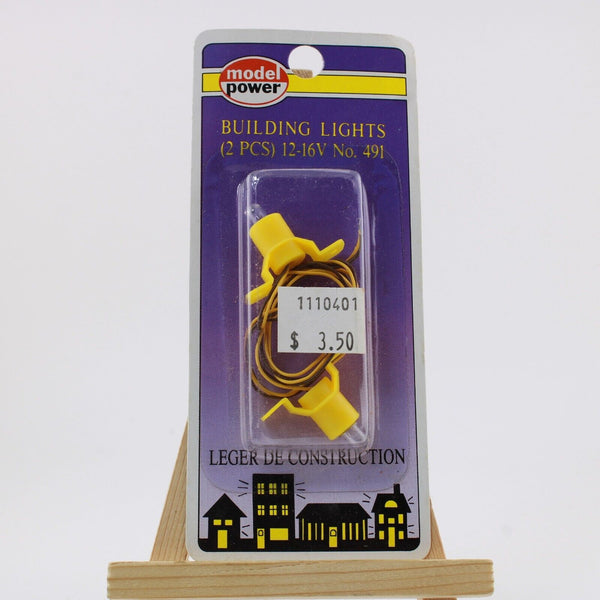 model
power
BUILDING LIGHTS
(2 PCS) 12-16V No. 491
1110401
$ 3.50
LEGER DE CONSTRUCTION